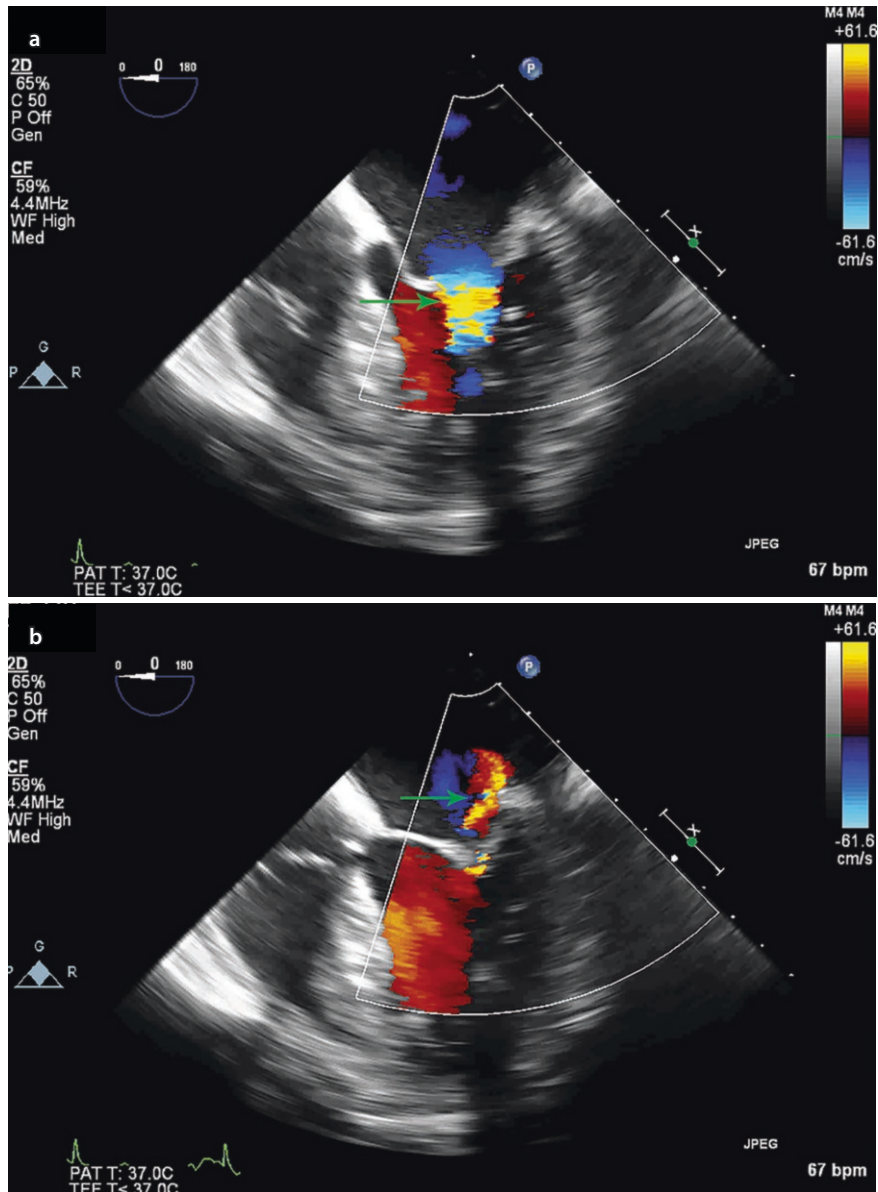 a
M4 M4
+61.6
2D
65%
C 50
P Off
Gen
0 0 180
P
CF
59%
4.4MHz
WF High
Med
X
-61.6
cm/s
G
P R
JPEG
PAT T: 37.0C
TEE T< 37.0C
67 bpm
b
M4 M4
+61.6
2D
65%
C 50
P Off
Gen
0 0 180
P
CF
59%
4.4MHz
WF High
Med
X
-61.6
cm/s
G
P R
JPEG
PAT T: 37.0C
TEE T< 37.0C
67 bpm